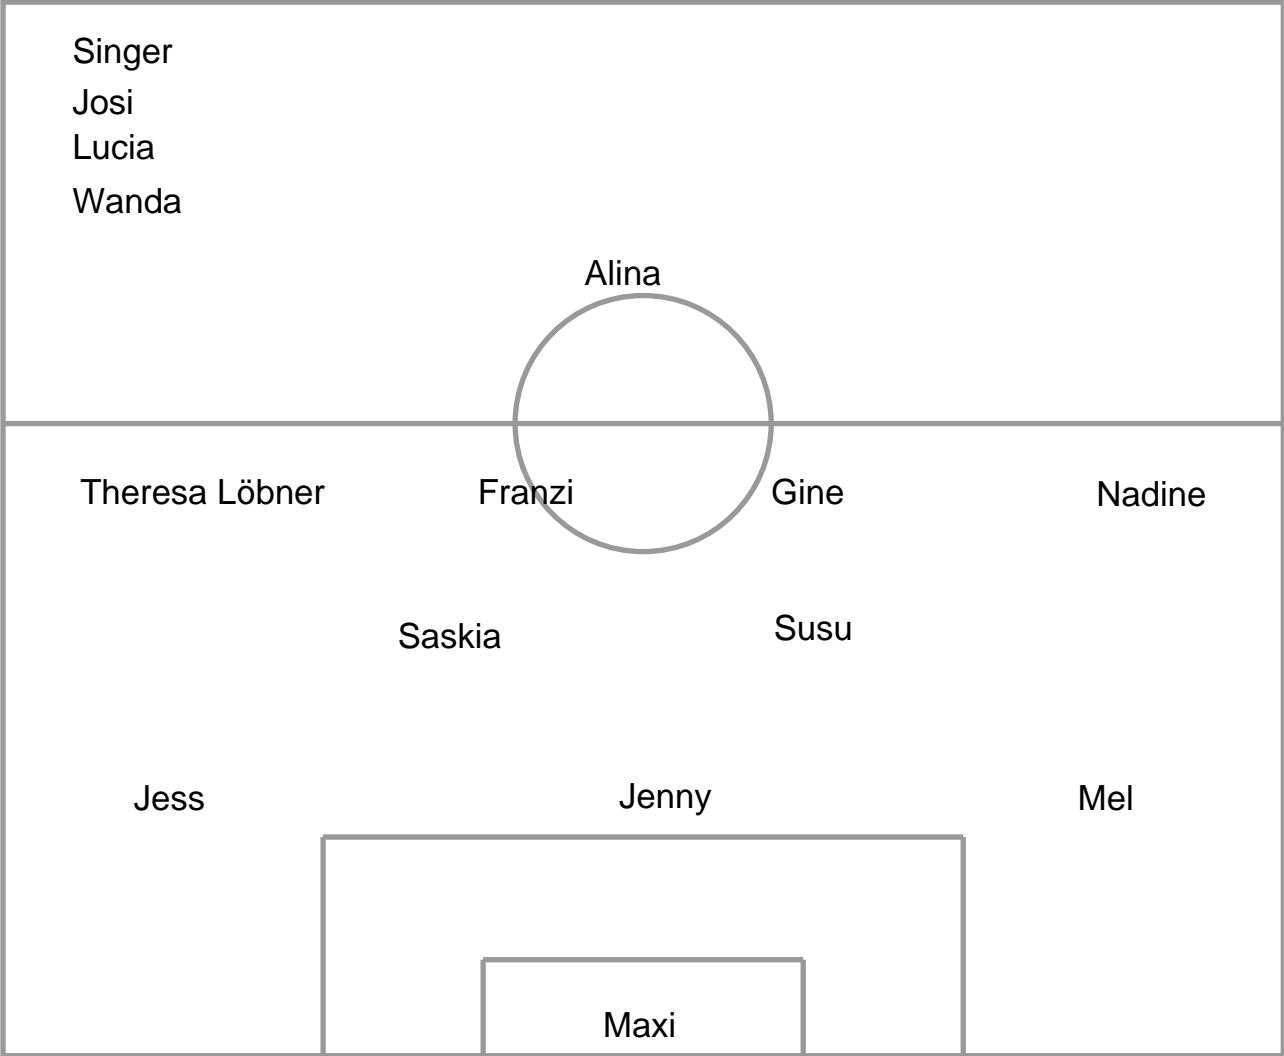 Singer
Josi
Lucia
Wanda
Alina
Theresa Löbner Franzi Gine Nadine
Saskia Susu
Jess Jenny Mel
Maxi